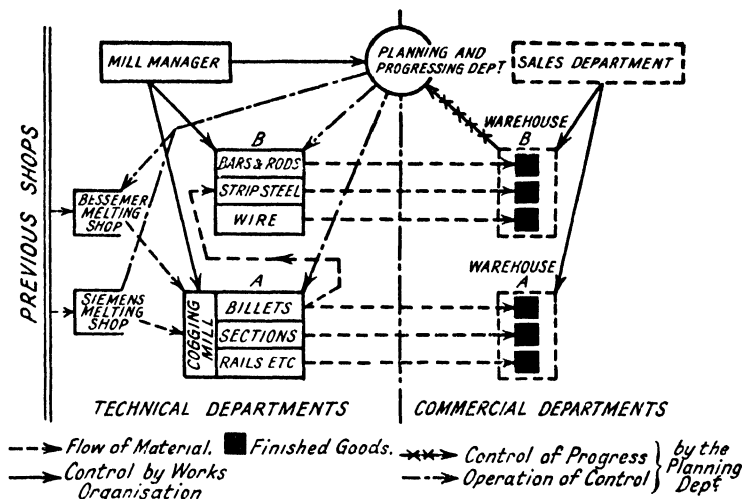 PREVIOUS SHOPS
MILL MANAGER
PLANNING AND
PROGRESSING DEPT
SALES DEPARTMENT
WAREHOUSE
B
B
BARS & RODS
STRIP STEEL
WIRE
BESSEMER
MELTING
SHOP
SIEMENS
MELTING
SHOP
A
COGGING
MILL
BILLETS
SECTIONS
RAILS ETC
WAREHOUSE
A
TECHNICAL DEPARTMENTS
COMMERCIAL DEPARTMENTS
Flow of Material.
Finished Goods.
Control by Works
Organisation
Control of Progress
Operation of Control
by the
Planning
Dept